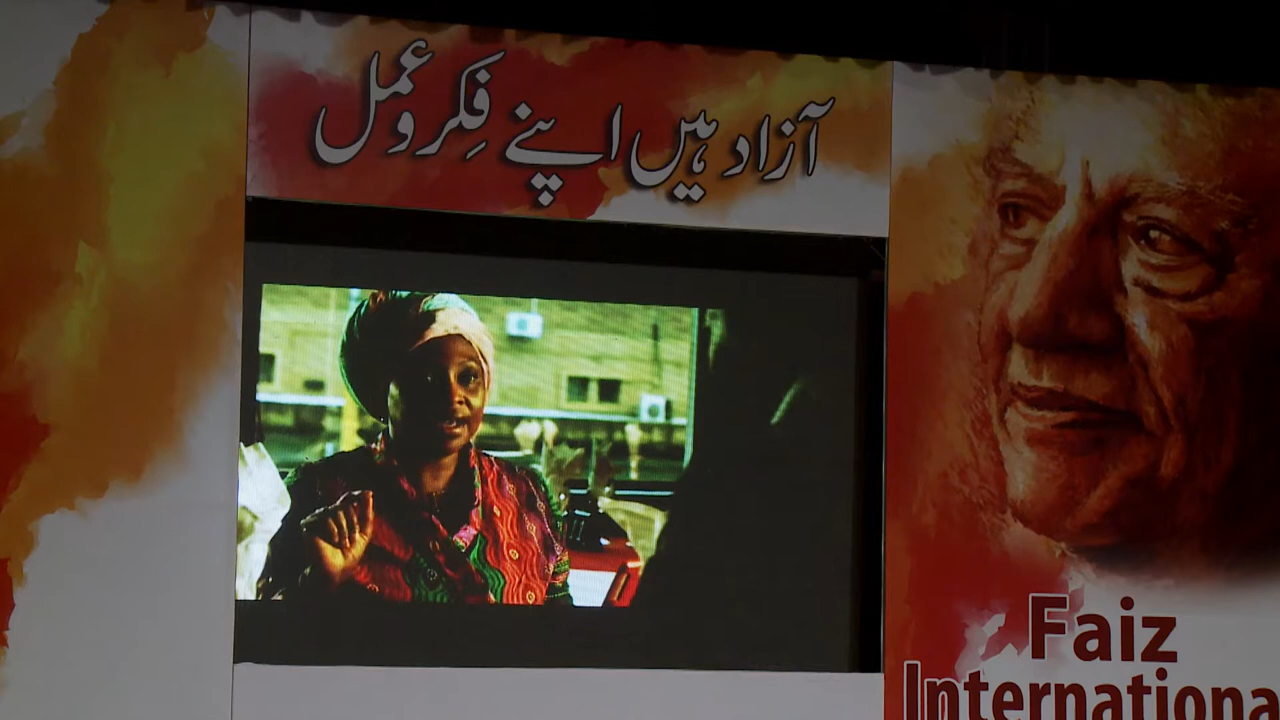 آزاد ہیں اپنے فکر و عمل
Faiz
Internationa